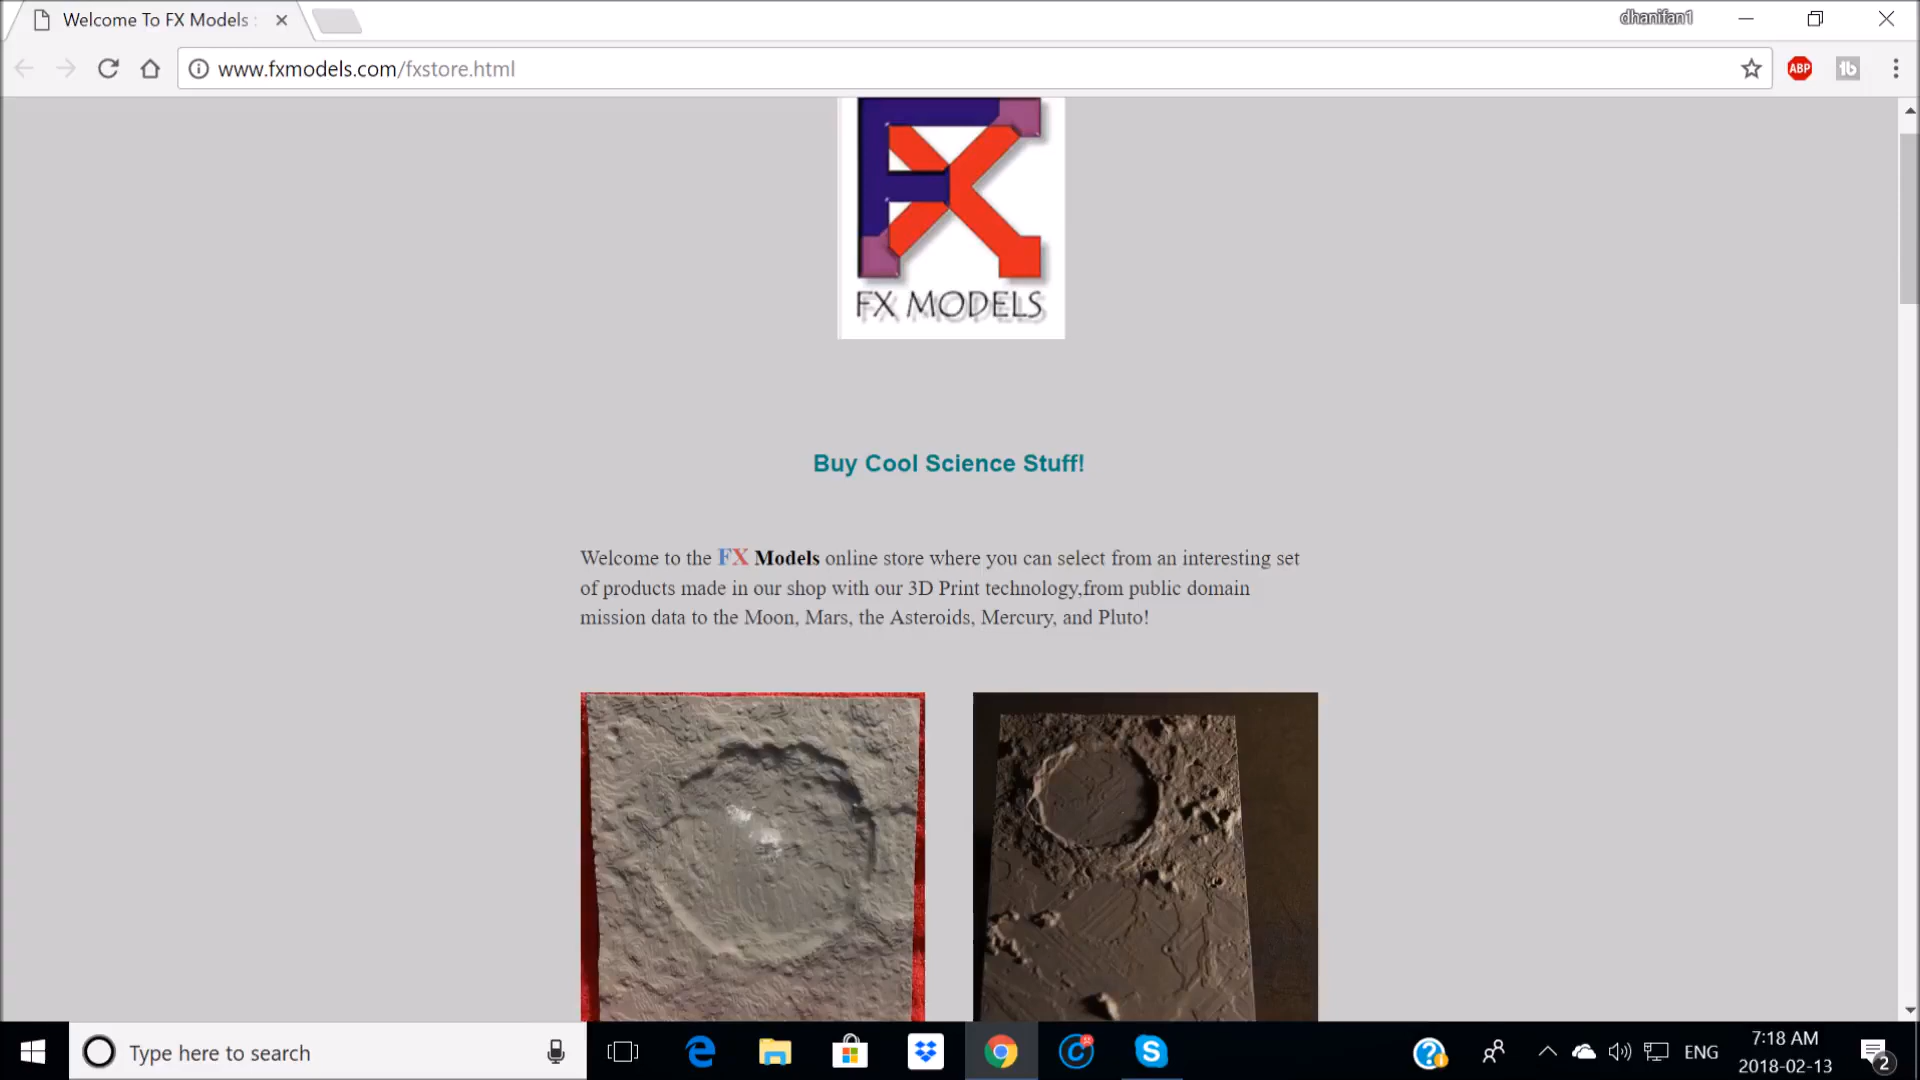 Welcome To FX Models
dhanifan1
www.fxmodels.com/fxstore.html
ABP
FX
FX MODELS
Buy Cool Science Stuff!
Welcome to the FX Models online store where you can select from an interesting set
of products made in our shop with our 3D Print technology,from public domain
mission data to the Moon, Mars, the Asteroids, Mercury, and Pluto!
Type here to search
ENG
7:18 AM
2018-02-13
2